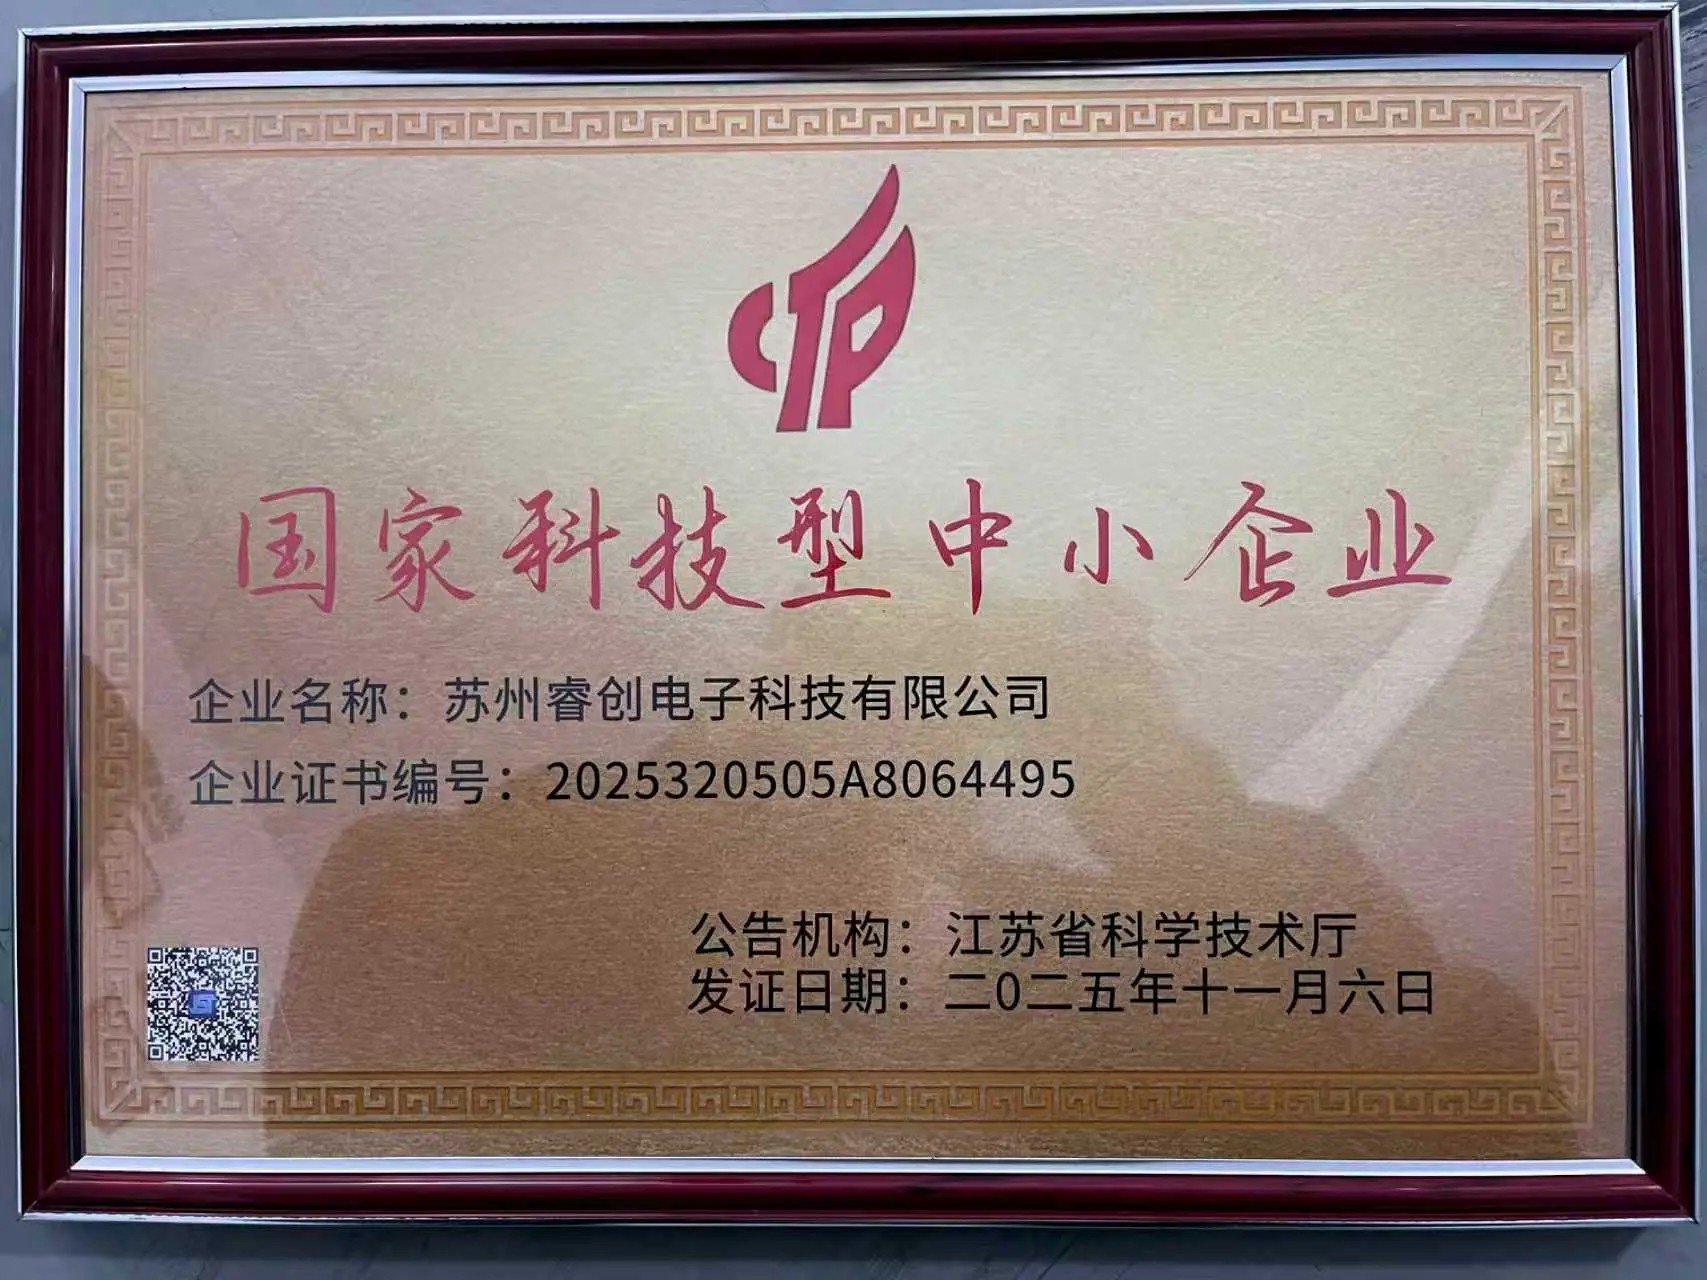 CTP
国家科技型中小企业
企业名称：苏州睿创电子科技有限公司
企业证书编号：2025320505A8064495
公告机构：江苏省科学技术厅
发证日期：二0二五年十一月六日